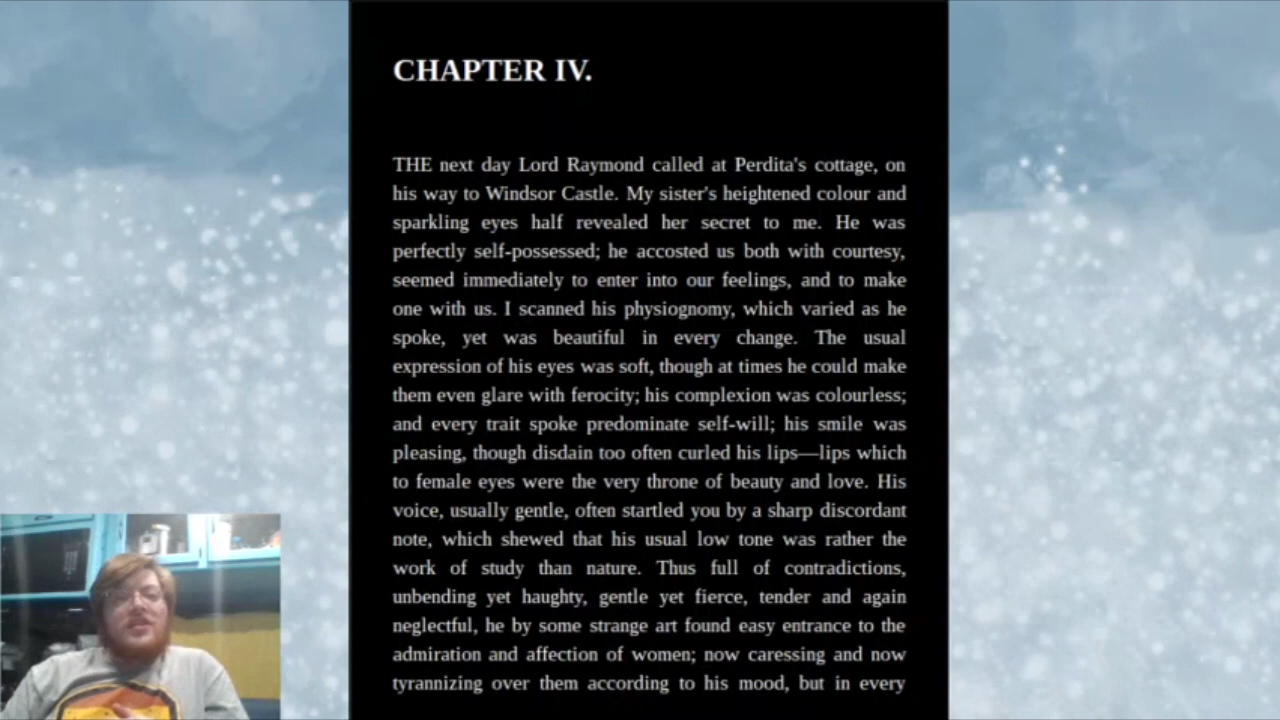 CHAPTER IV.
THE next day Lord Raymond called at Perdita's cottage, on
his way to Windsor Castle. My sister's heightened colour and
sparkling eyes half revealed her secret to me. He was
perfectly self-possessed; he accosted us both with courtesy,
seemed immediately to enter into our feelings, and to make
one with us. I scanned his physiognomy, which varied as he
spoke, yet was beautiful in every change. The usual
expression of his eyes was soft, though at times he could make
them even glare with ferocity; his complexion was colourless;
and every trait spoke predominate self-will; his smile was
pleasing, though disdain too often curled his lips—lips which
to female eyes were the very throne of beauty and love. His
voice, usually gentle, often startled you by a sharp discordant
note, which shewed that his usual low tone was rather the
work of study than nature. Thus full of contradictions,
unbending yet haughty, gentle yet fierce, tender and again
neglectful, he by some strange art found easy entrance to the
admiration and affection of women; now caressing and now
tyrannizing over them according to his mood, but in every